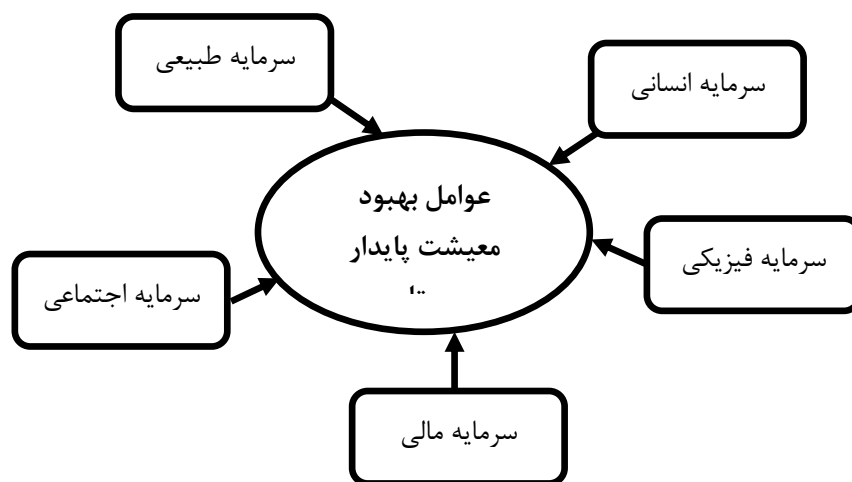 سرمایه طبیعی
سرمایه انسانی
عوامل بهبود
معیشت پایدار
سرمایه فیزیکی
سرمایه اجتماعی
سرمایه مالی